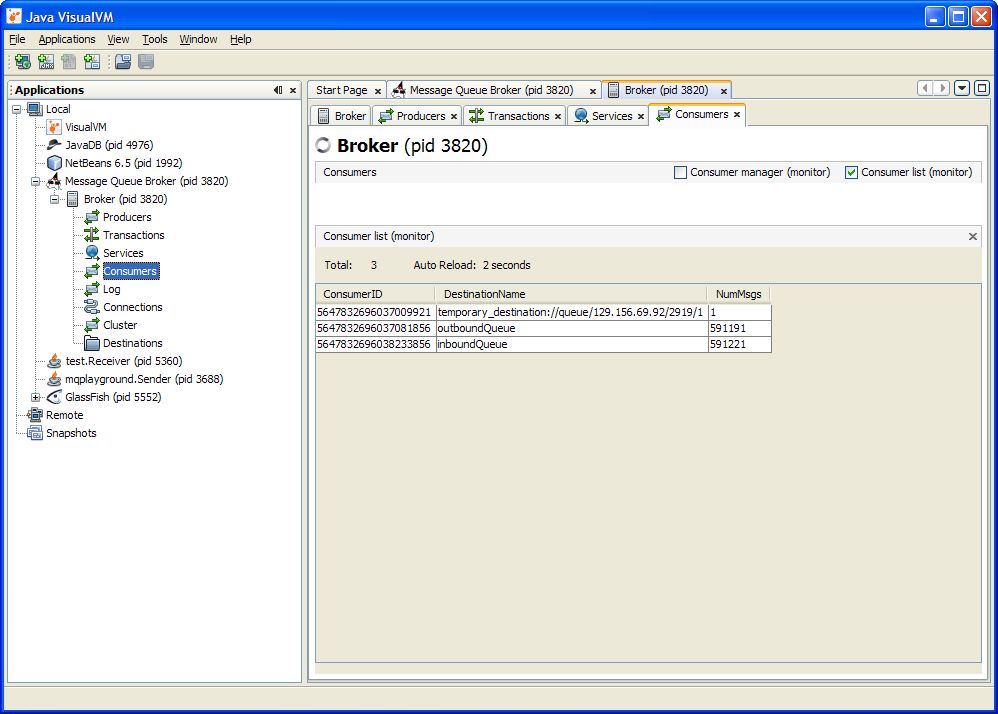 Java VisualVM
File Applications View Tools Window Help
Applications
Local
VisualVM
JavaDB (pid 4976)
NetBeans 6.5 (pid 1992)
Message Queue Broker (pid 3820)
Broker (pid 3820)
Producers
Transactions
Services
Consumers
Log
Connections
Cluster
Destinations
test.Receiver (pid 5360)
mqplayground.Sender (pid 3688)
GlassFish (pid 5552)
Remote
Snapshots
Start Page Message Queue Broker (pid 3820) Broker (pid 3820)
Broker Producers Transactions Services Consumers
Broker (pid 3820)
Consumers Consumer manager (monitor) Consumer list (monitor)
Consumer list (monitor)
Total: 3 Auto Reload: 2 seconds
ConsumerID DestinationName NumMsgs
5647832696037009921 temporary_destination://queue/129.156.69.92/2919/1 1
5647832696037081856 outboundQueue 591191
5647832696038233856 inboundQueue 591221